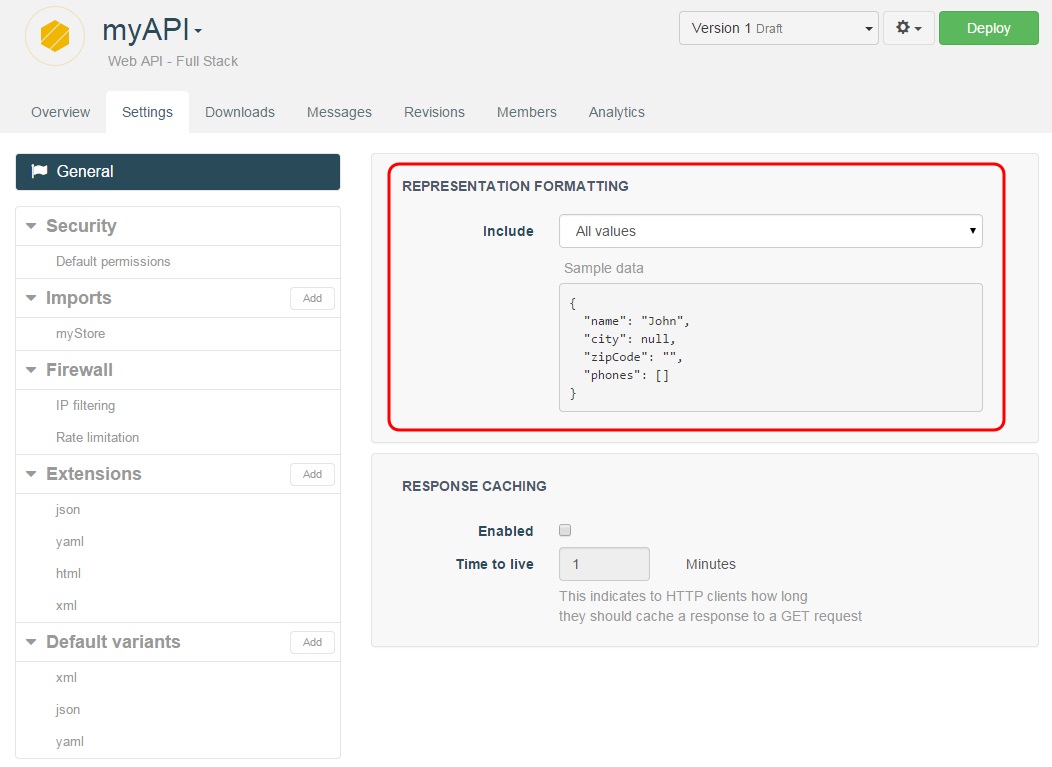 myAPI
Version 1 Draft
Deploy
Web API - Full Stack
Overview Settings Downloads Messages Revisions Members Analytics
General
Security
Default permissions
Imports Add
myStore
Firewall
IP filtering
Rate limitation
Extensions Add
json
yaml
html
xml
Default variants Add
xml
json
yaml
REPRESENTATION FORMATTING
Include All values
Sample data
{
"name": "John",
"city": null,
"zipCode": "",
"phones": []
}
RESPONSE CACHING
Enabled
Time to live 1 Minutes
This indicates to HTTP clients how long
they should cache a response to a GET request